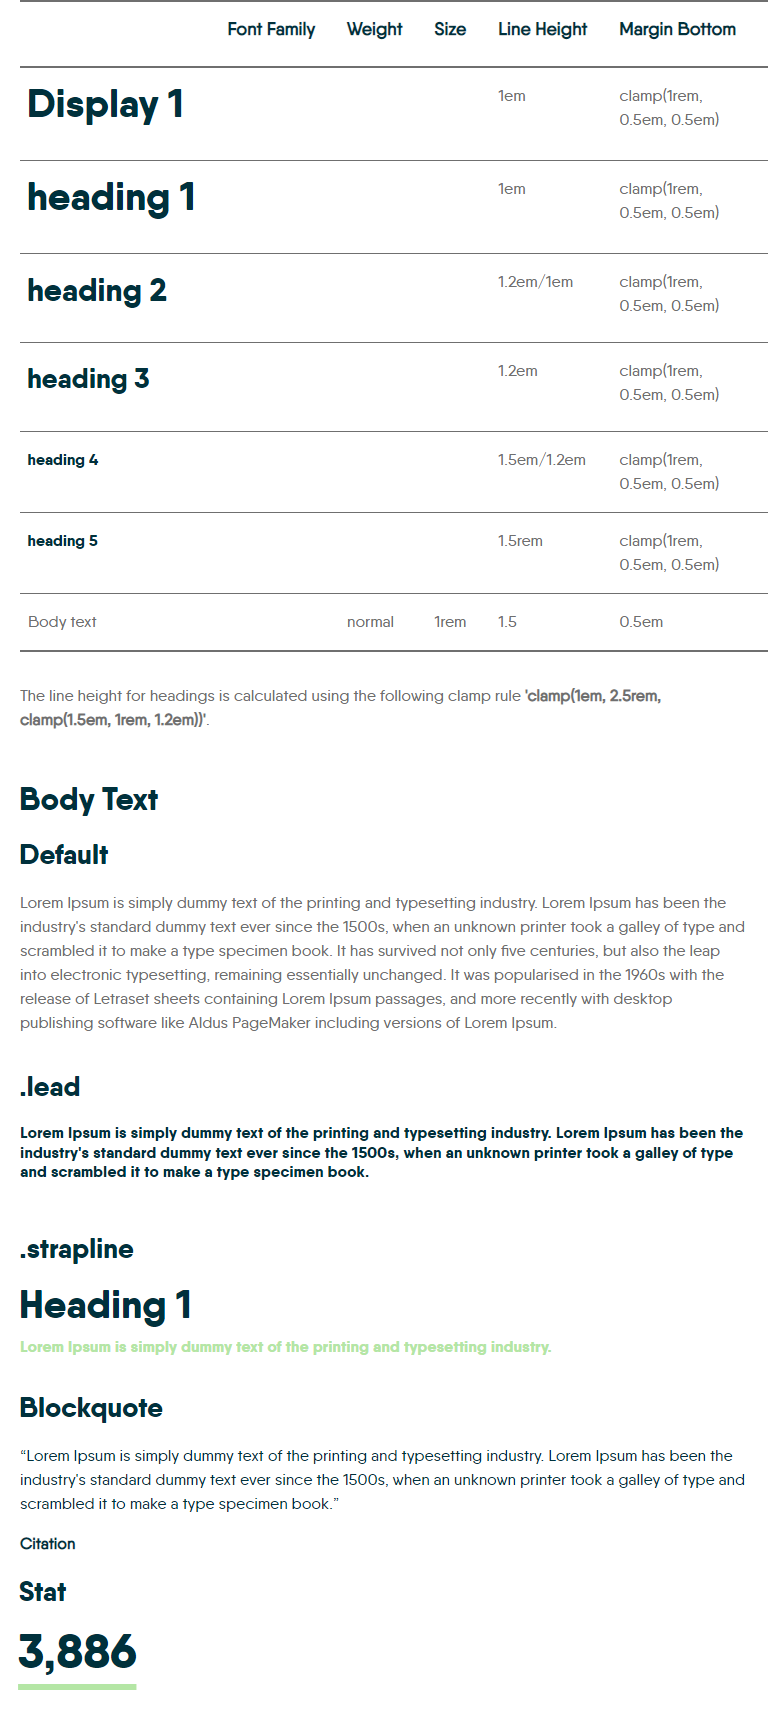 Font Family Weight Size Line Height Margin Bottom
Display 1 1em clamp(1rem,
0.5em, 0.5em)
heading 1 1em clamp(1rem,
0.5em, 0.5em)
heading 2 1.2em/1em clamp(1rem,
0.5em, 0.5em)
heading 3 1.2em clamp(1rem,
0.5em, 0.5em)
heading 4 1.5em/1.2em clamp(1rem,
0.5em, 0.5em)
heading 5 1.5rem clamp(1rem,
0.5em, 0.5em)
Body text normal 1rem 1.5 0.5em
The line height for headings is calculated using the following clamp rule 'clamp(1em, 2.5rem,
clamp(1.5em, 1rem, 1.2em))'.
Body Text
Default
Lorem Ipsum is simply dummy text of the printing and typesetting industry. Lorem Ipsum has been the
industry's standard dummy text ever since the 1500s, when an unknown printer took a galley of type and
scrambled it to make a type specimen book. It has survived not only five centuries, but also the leap
into electronic typesetting, remaining essentially unchanged. It was popularised in the 1960s with the
release of Letraset sheets containing Lorem Ipsum passages, and more recently with desktop
publishing software like Aldus PageMaker including versions of Lorem Ipsum.
.lead
Lorem Ipsum is simply dummy text of the printing and typesetting industry. Lorem Ipsum has been the
industry's standard dummy text ever since the 1500s, when an unknown printer took a galley of type
and scrambled it to make a type specimen book.
.strapline
Heading 1
Lorem Ipsum is simply dummy text of the printing and typesetting industry.
Blockquote
“Lorem Ipsum is simply dummy text of the printing and typesetting industry. Lorem Ipsum has been the
industry's standard dummy text ever since the 1500s, when an unknown printer took a galley of type and
scrambled it to make a type specimen book.”
Citation
Stat
3,886